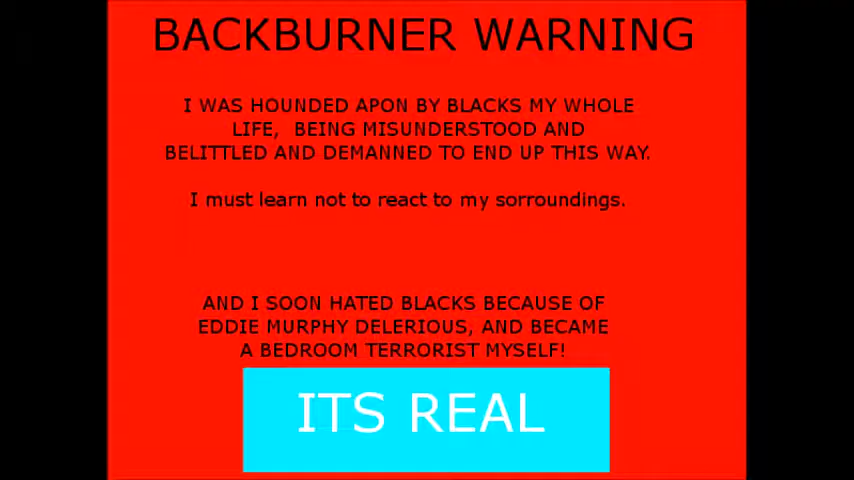 BACKBURNER WARNING
I WAS HOUNDED APON BY BLACKS MY WHOLE
LIFE, BEING MISUNDERSTOOD AND
BELITTLED AND DEMANNED TO END UP THIS WAY.
I must learn not to react to my sorroundings.
AND I SOON HATED BLACKS BECAUSE OF
EDDIE MURPHY DELERIOUS, AND BECAME
A BEDROOM TERRORIST MYSELF!
ITS REAL